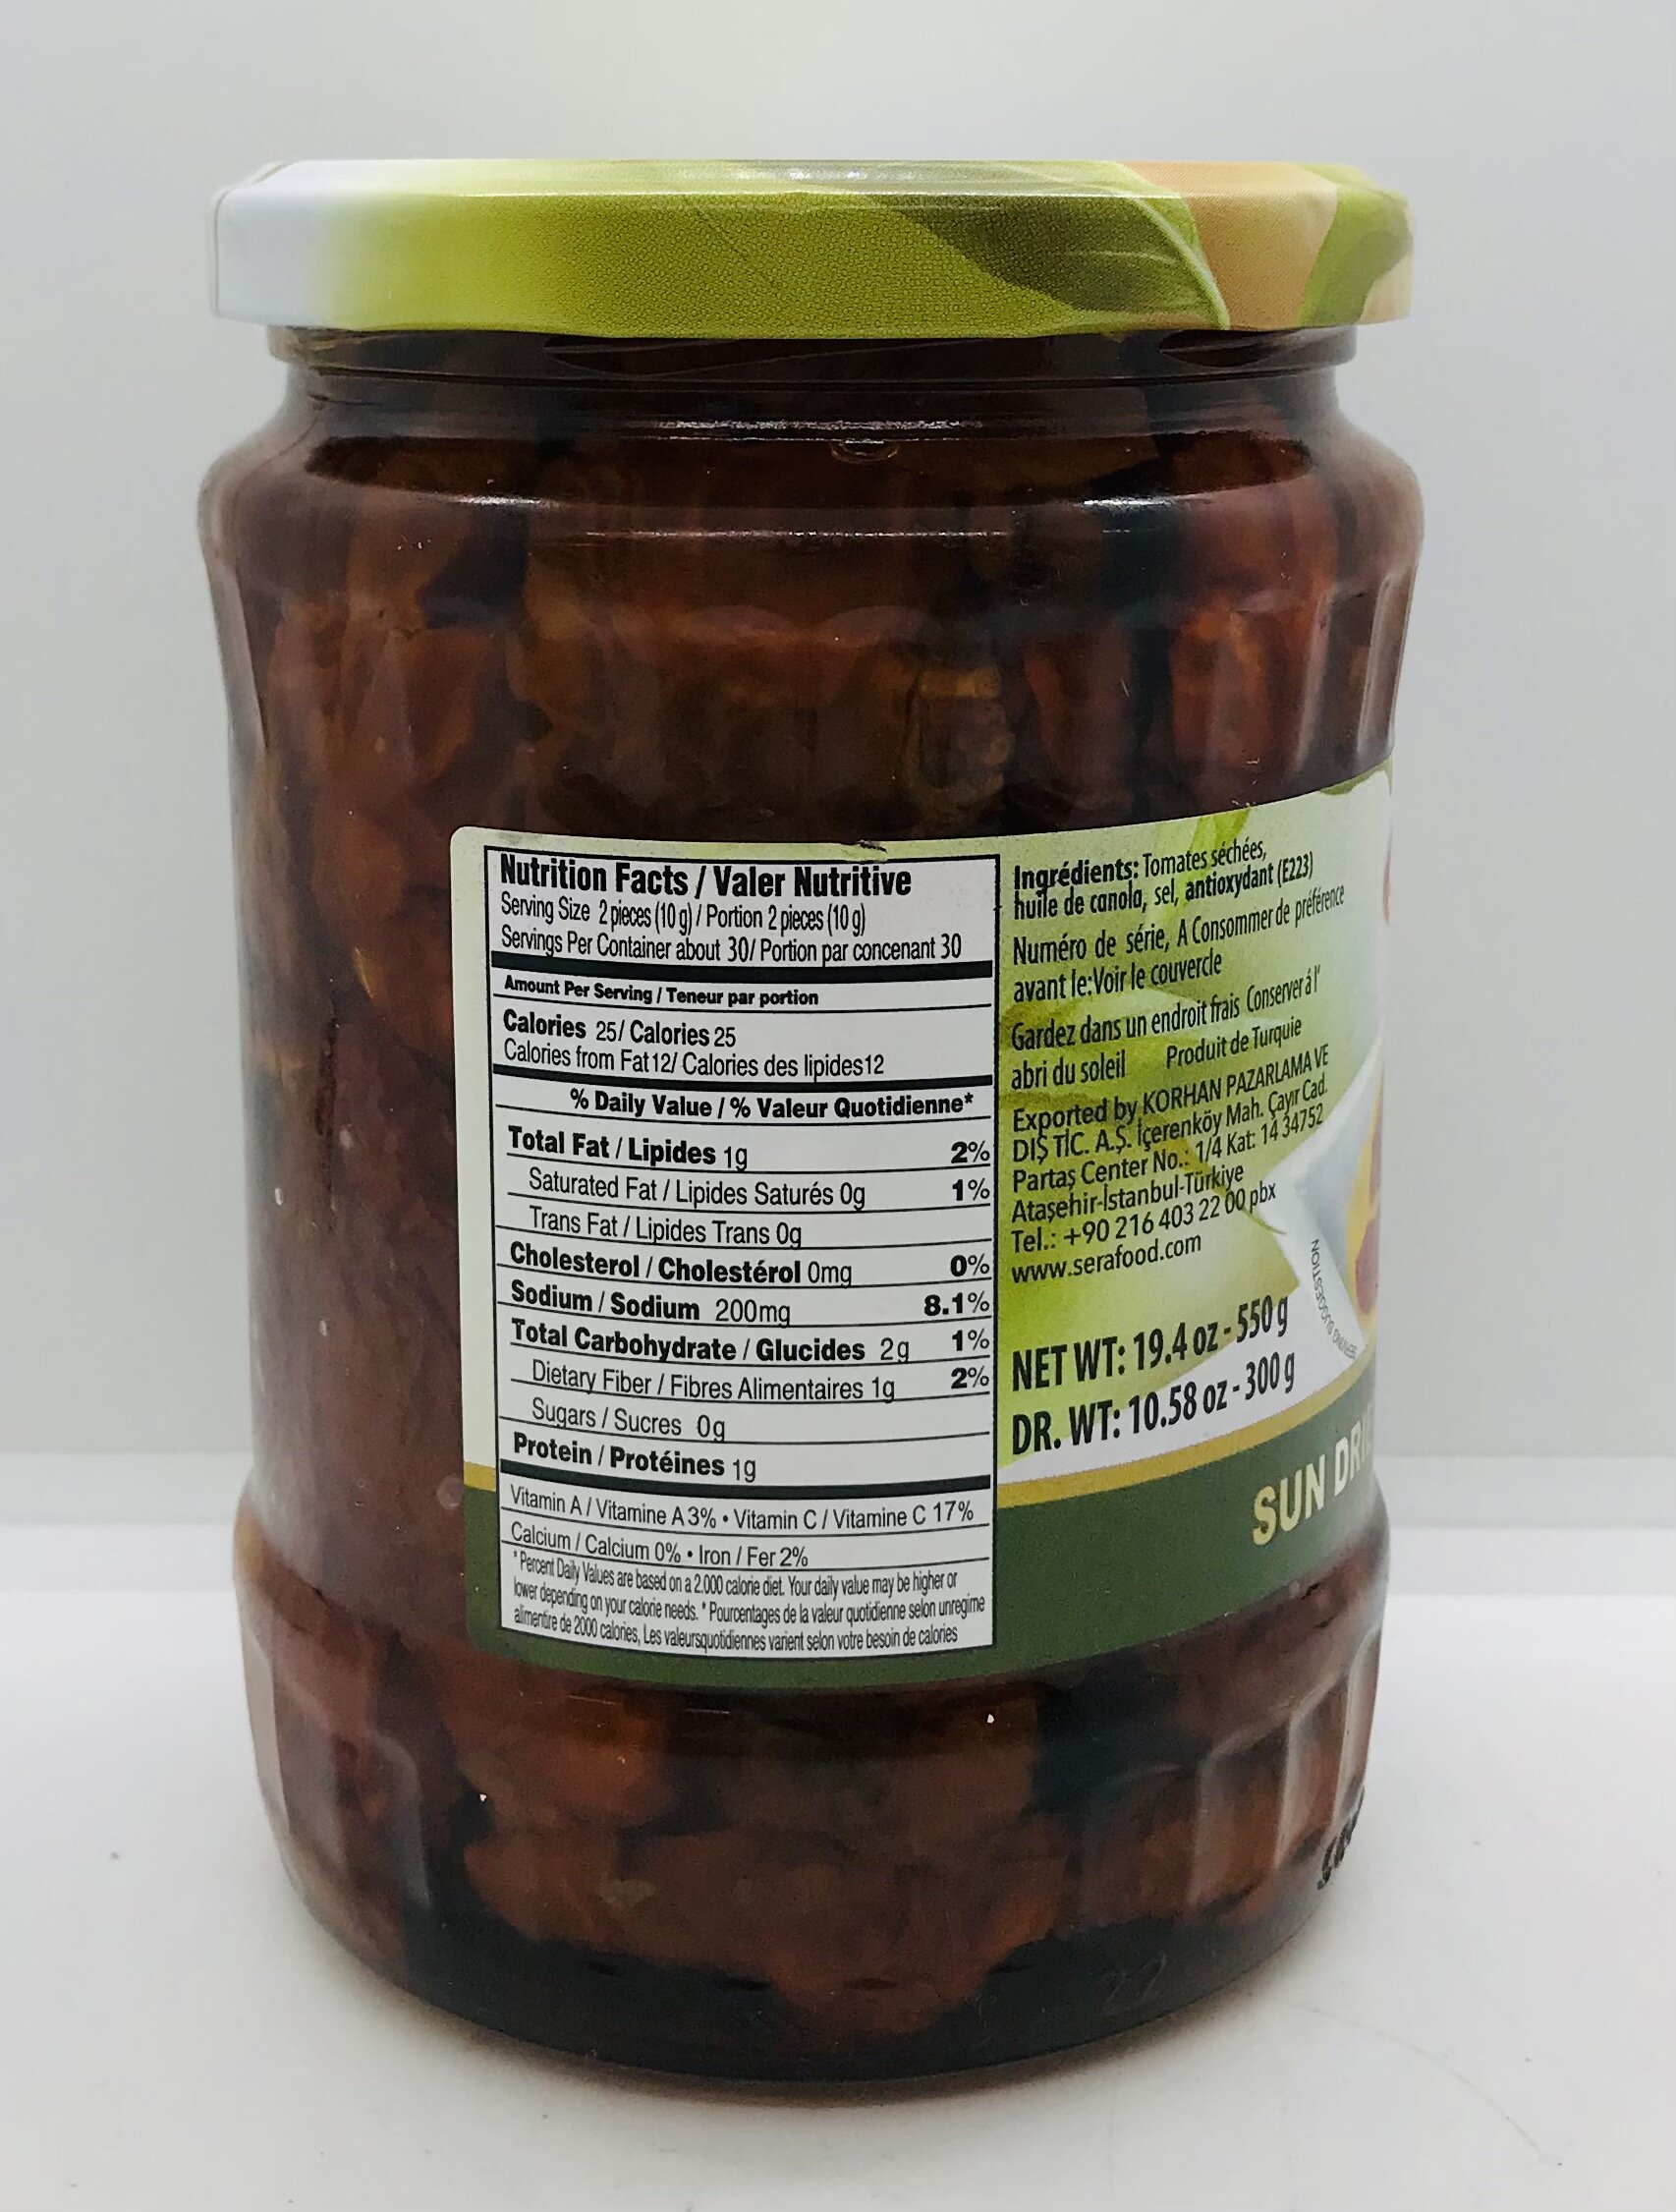 Nutrition Facts / Valer Nutritive
Serving Size 2 pieces (10 g) / Portion 2 pieces (10 g)
Servings Per Container about 30/ Portion par concenant 30
Amount Per Serving / Teneur par portion
Calories 25/ Calories 25
Calories from Fat 12/ Calories des lipides12
% Daily Value / % Valeur Quotidienne*
Total Fat / Lipides 1g 2%
Saturated Fat / Lipides Saturés 0g 1%
Trans Fat / Lipides Trans 0g
Cholesterol / Cholestérol 0mg 0%
Sodium / Sodium 200mg 8.1%
Total Carbohydrate / Glucides 2g 1%
Dietary Fiber / Fibres Alimentaires 1g 2%
Sugars / Sucres 0g
Protein / Protéines 1g
Vitamin A / Vitamine A 3% • Vitamin C / Vitamine C 17%
Calcium / Calcium 0% • Iron / Fer 2%
* Percent Daily Values are based on a 2.000 calorie diet. Your daily value may be higher or
lower depending on your calorie needs. * Pourcentages de la valeur quotidienne selon unregime
alimentire de 2000 calories, Les valeursquotidiennes varient selon votre besoin de calories
Ingrédients: Tomates séchées,
huile de canola, sel, antioxydant (E223)
Numéro de série, A Consommer de préférence
avant le:Voir le couvercle
Gardez dans un endroit frais Conserver á l'
abri du soleil Produit de Turquie
Exported by KORHAN PAZARLAMA VE
DIŞ TİC. A.Ş. İçerenköy Mah. Çayır Cad.
Partaş Center No.: 1/4 Kat: 14 34752
Ataşehir-İstanbul-Türkiye
Tel.: +90 216 403 22 00 pbx
www.serafood.com
NET WT: 19.4 oz - 550 g
DR. WT: 10.58 oz - 300 g
SERVING SUGGESTION
SUN
22